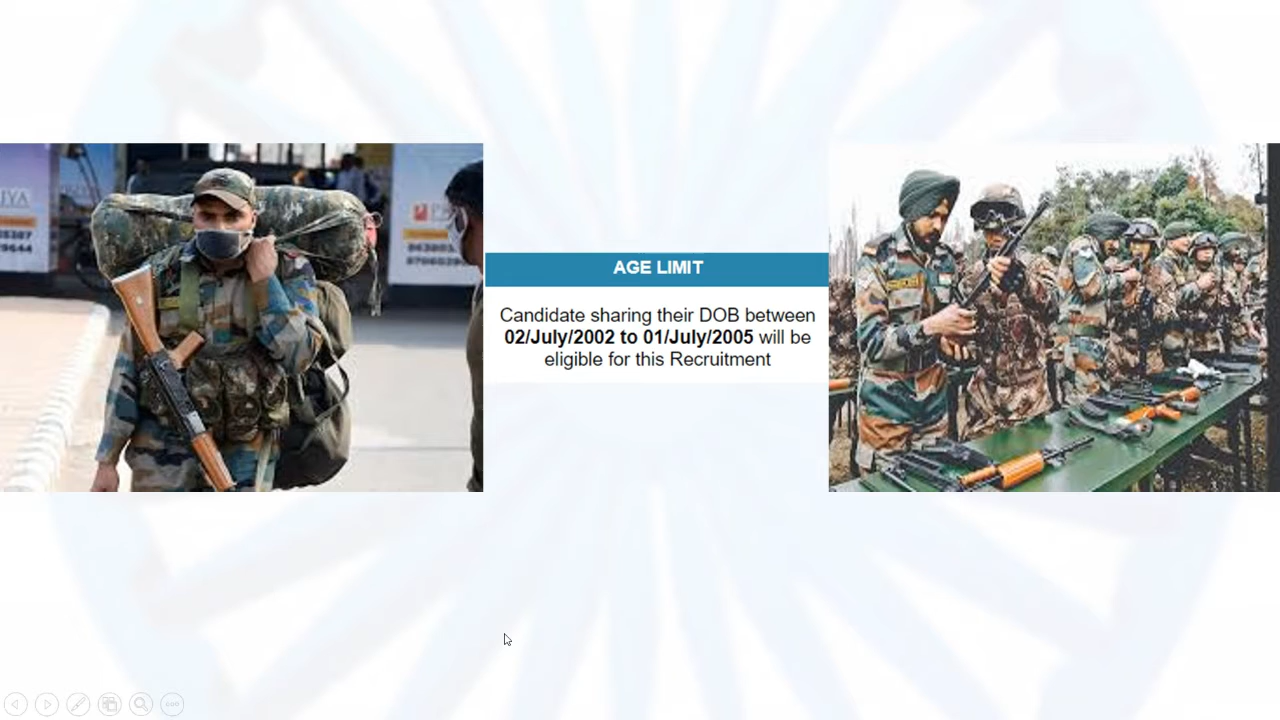 AGE LIMIT
Candidate sharing their DOB between
02/July/2002 to 01/July/2005 will be
eligible for this Recruitment